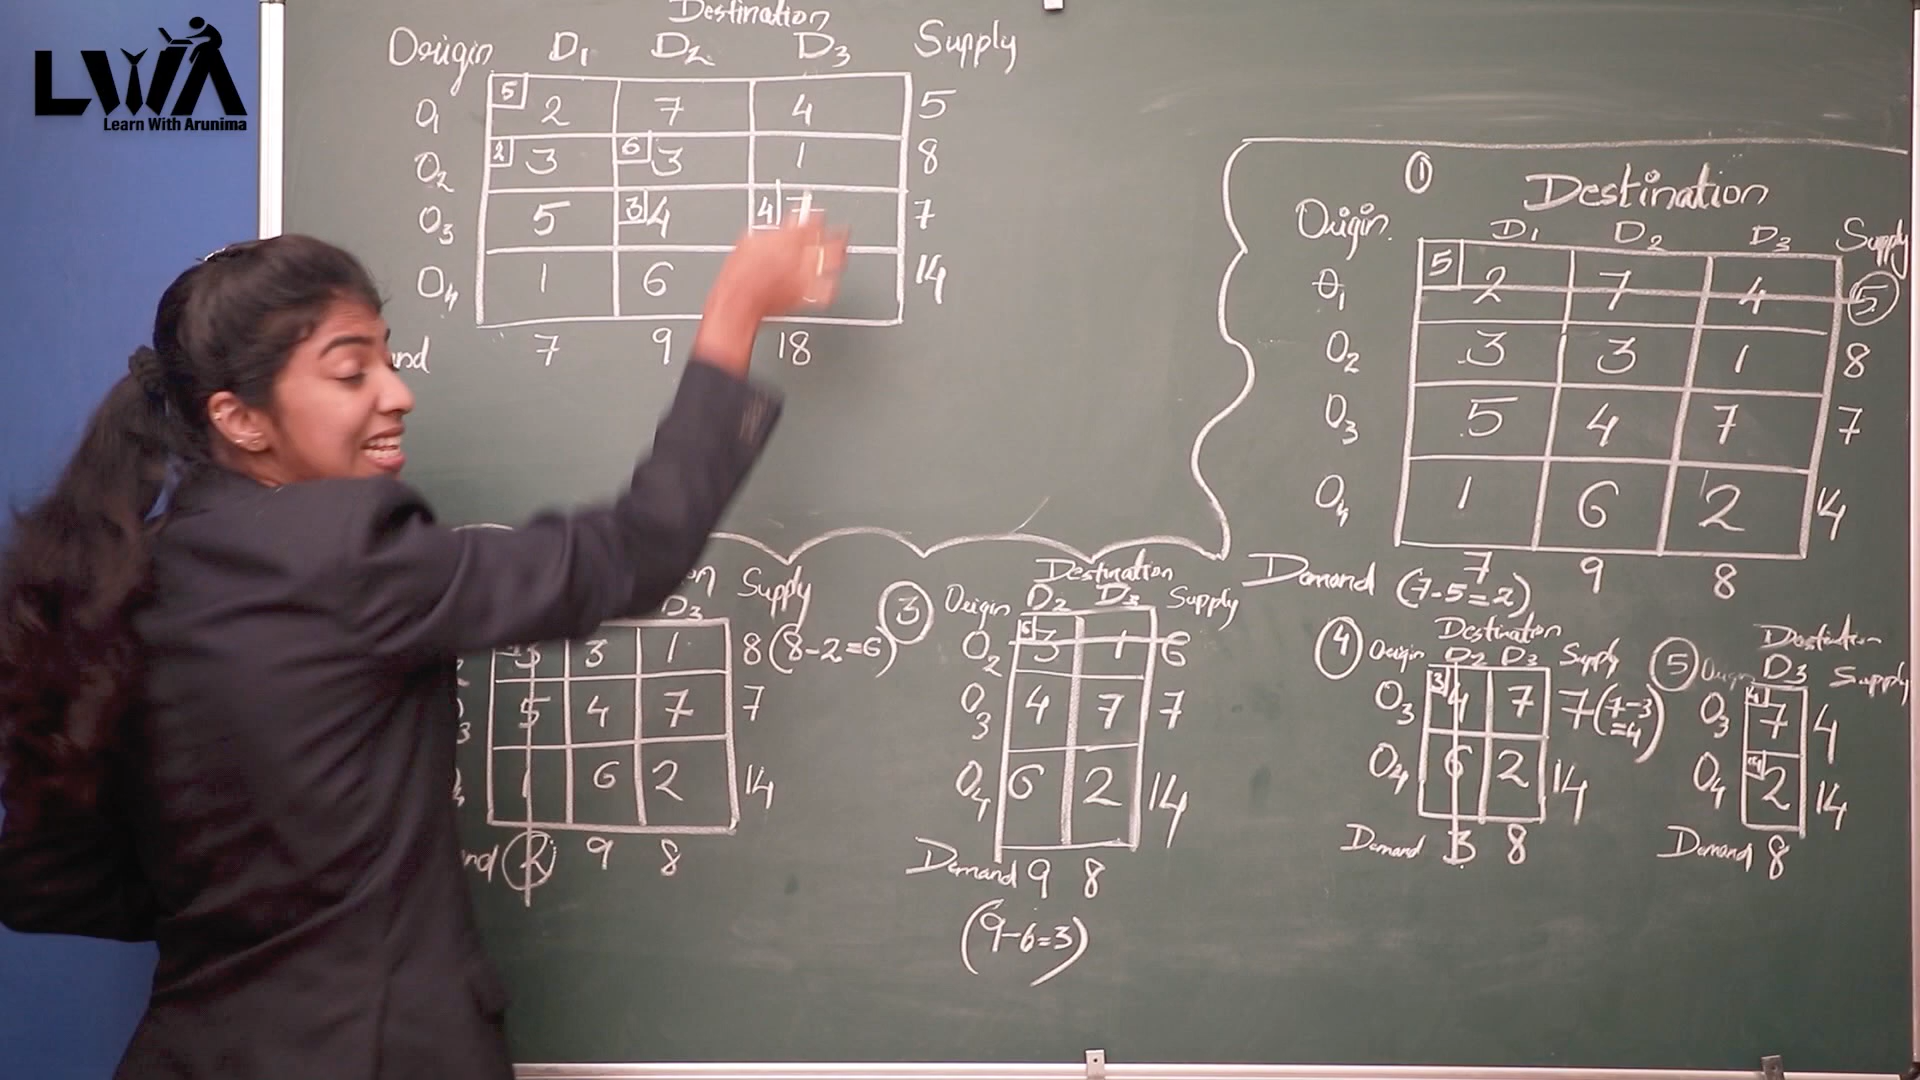 LWA
Learn With Arunima
Destination
Origin D1 D2 D3 Supply
O1 5 2 7 4 5
O2 2 3 6 3 1 8
O3 5 3 4 4 7 7
O4 1 6 14
nd 7 9 18
①
Destination
Origin. D1 D2 D3 Supply
O1 5 2 7 4 5
O2 3 3 1 8
O3 5 4 7 7
O4 1 6 2 14
Demand 7 9 8
(7-5=2)
on Supply
D3
3 1 8 (8-2=6)
3 5 4 7 7
1 6 2 14
nd 2 9 8
③
Destination
Origin D2 D3 Supply
O2 6 3 1 6
O3 4 7 7
O4 6 2 14
Demand 9 8
(9-6=3)
④
Destination
Origin D2 D3 Supply
O3 3 4 7 7 (7-3=4)
O4 6 2 14
Demand 3 8
⑤
Destination
Origin D3 Supply
O3 4 7 4
O4 2 14
Demand 8